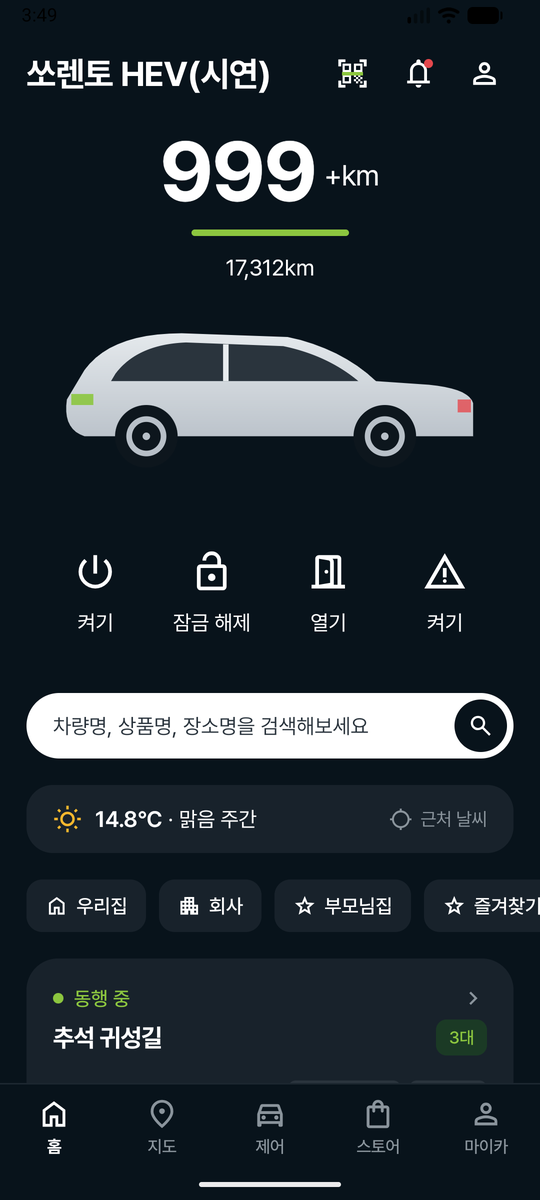 3:49
쏘렌토 HEV(시연)
999 +km
17,312km
켜기 잠금 해제 열기 켜기
차량명, 상품명, 장소명을 검색해보세요
14.8°C · 맑음 주간 근처 날씨
우리집 회사 부모님집 즐겨찾기
동행 중
추석 귀성길 3대
홈 지도 제어 스토어 마이카